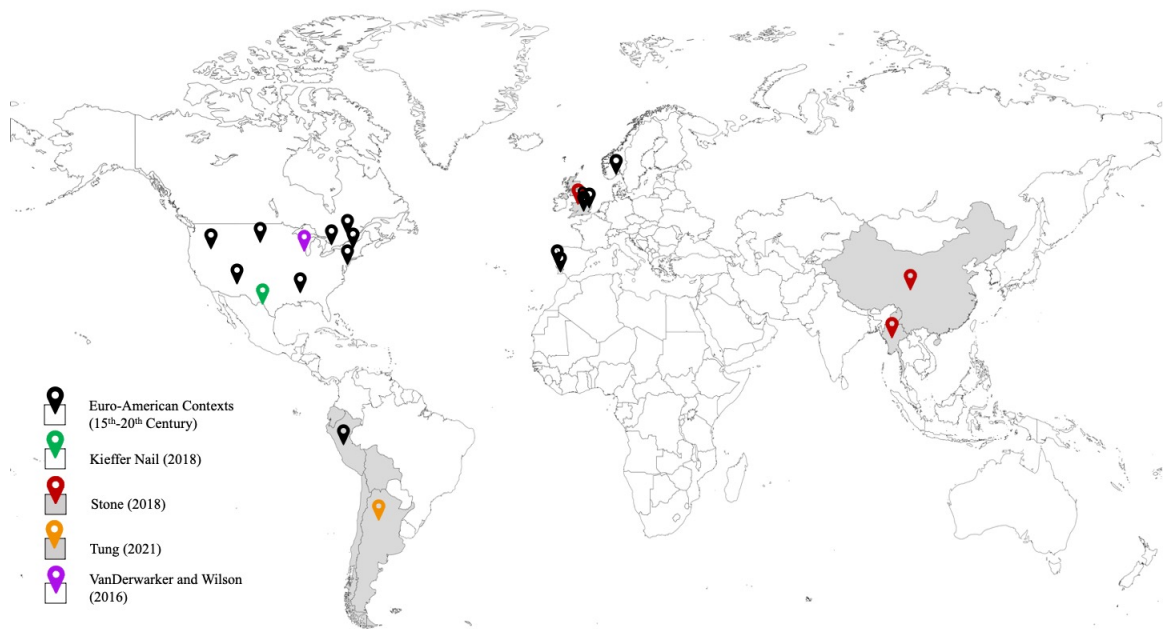 Euro-American Contexts
(15th-20th Century)
Kieffer Nail (2018)
Stone (2018)
Tung (2021)
VanDerwarker and Wilson
(2016)